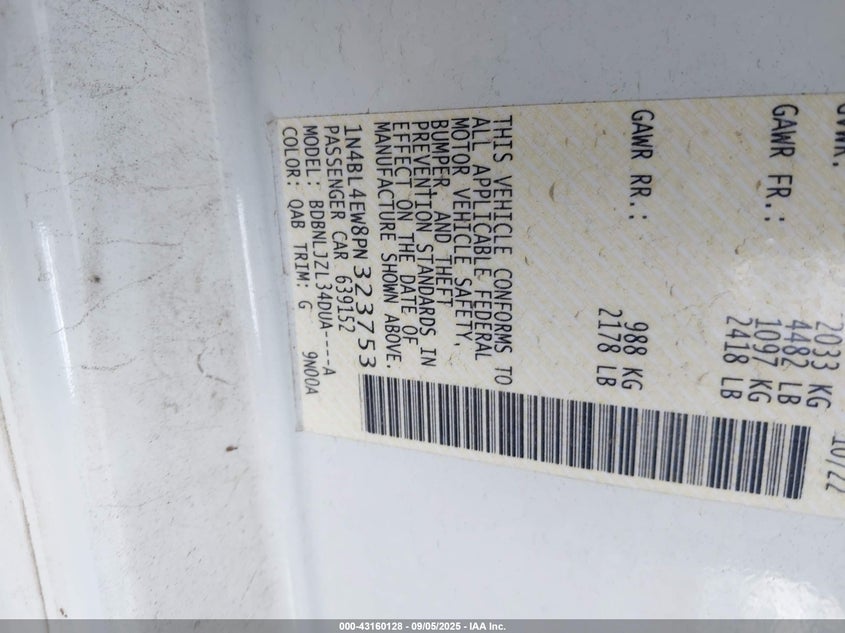 GVWR:
2033 KG
4482 LB
10/22
GAWR FR.:
1097 KG
2418 LB
GAWR RR.:
988 KG
2178 LB
THIS VEHICLE CONFORMS TO
ALL APPLICABLE FEDERAL
MOTOR VEHICLE SAFETY,
BUMPER, AND THEFT
PREVENTION STANDARDS IN
EFFECT ON THE DATE OF
MANUFACTURE SHOWN ABOVE.
1N4BL4EW8PN323753
PASSENGER CAR 639152
MODEL: BDBNLJZL34DUA----A
COLOR: QAB TRIM: G 9N00A
000-43160128 - 09/05/2025 - IAA Inc.